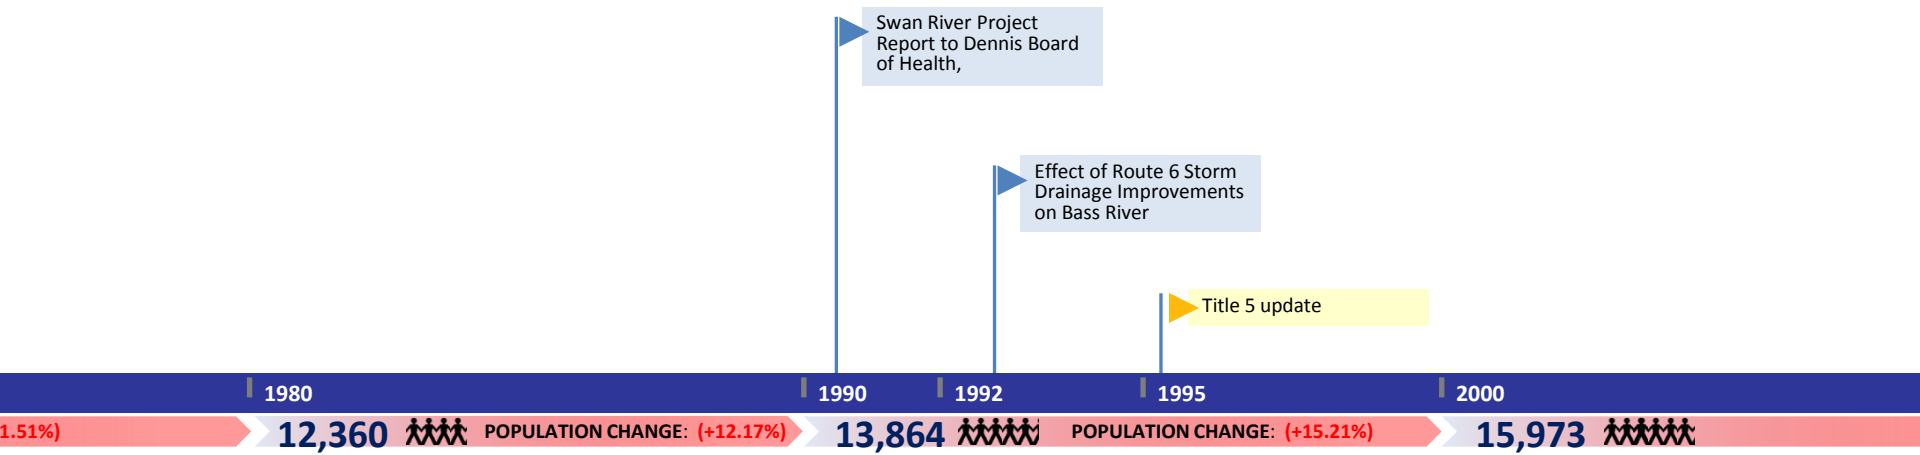 Swan River Project
Report to Dennis Board
of Health,
Effect of Route 6 Storm
Drainage Improvements
on Bass River
Title 5 update
1980
1990
1992
1995
2000
1.51%)
12,360
POPULATION CHANGE: (+12.17%)
13,864
POPULATION CHANGE: (+15.21%)
15,973